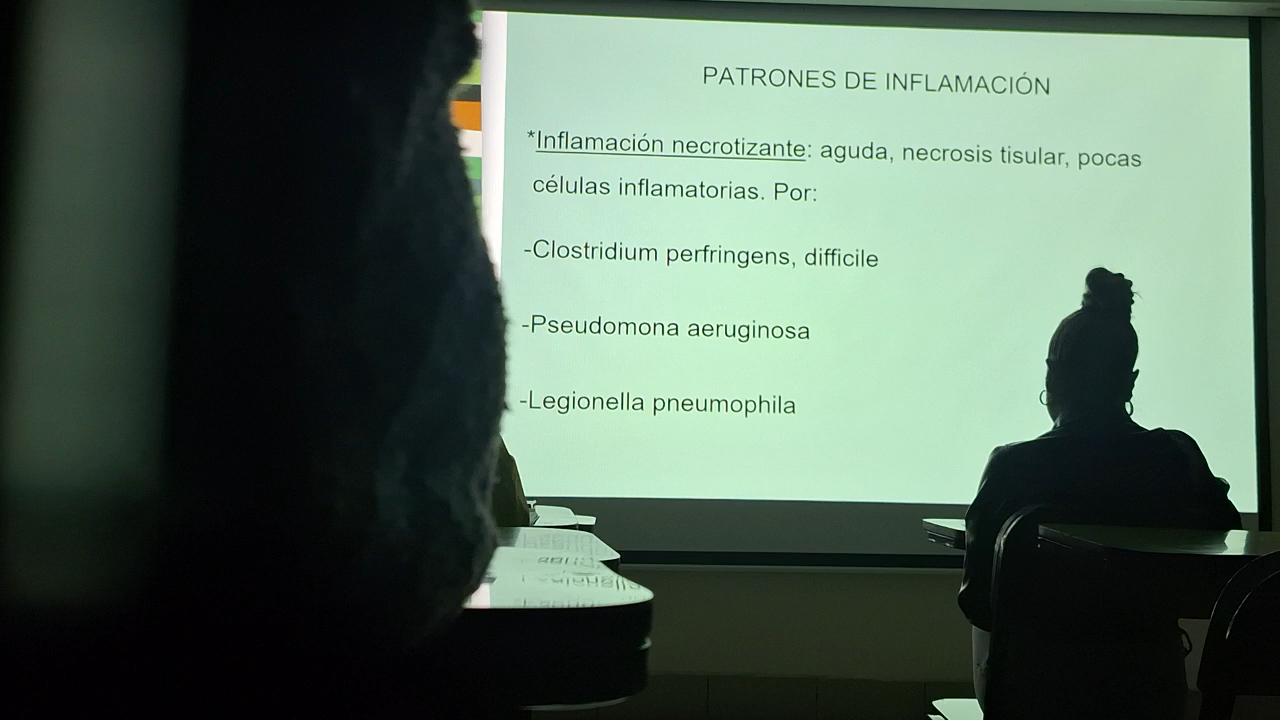 PATRONES DE INFLAMACIÓN
*Inflamación necrotizante: aguda, necrosis tisular, pocas
células inflamatorias. Por:
-Clostridium perfringens, difficile
-Pseudomona aeruginosa
-Legionella pneumophila